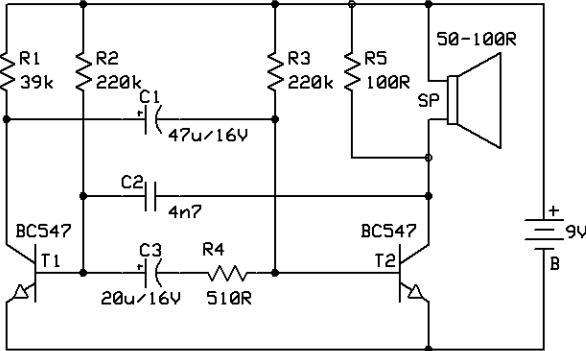 50-100R
R1
39k
R2
220k
R3
220k
R5
100R
SP
C1
+
47u/16V
C2
4n7
BC547
T1
C3
+
20u/16V
R4
510R
BC547
T2
+
9V
B